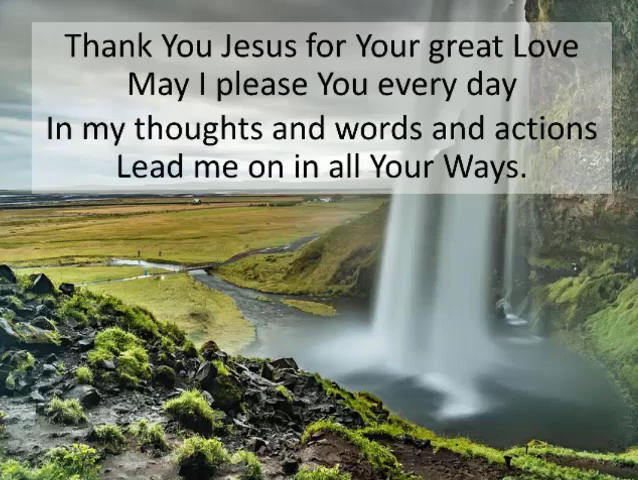 Thank You Jesus for Your great Love
May I please You every day
In my thoughts and words and actions
Lead me on in all Your Ways.